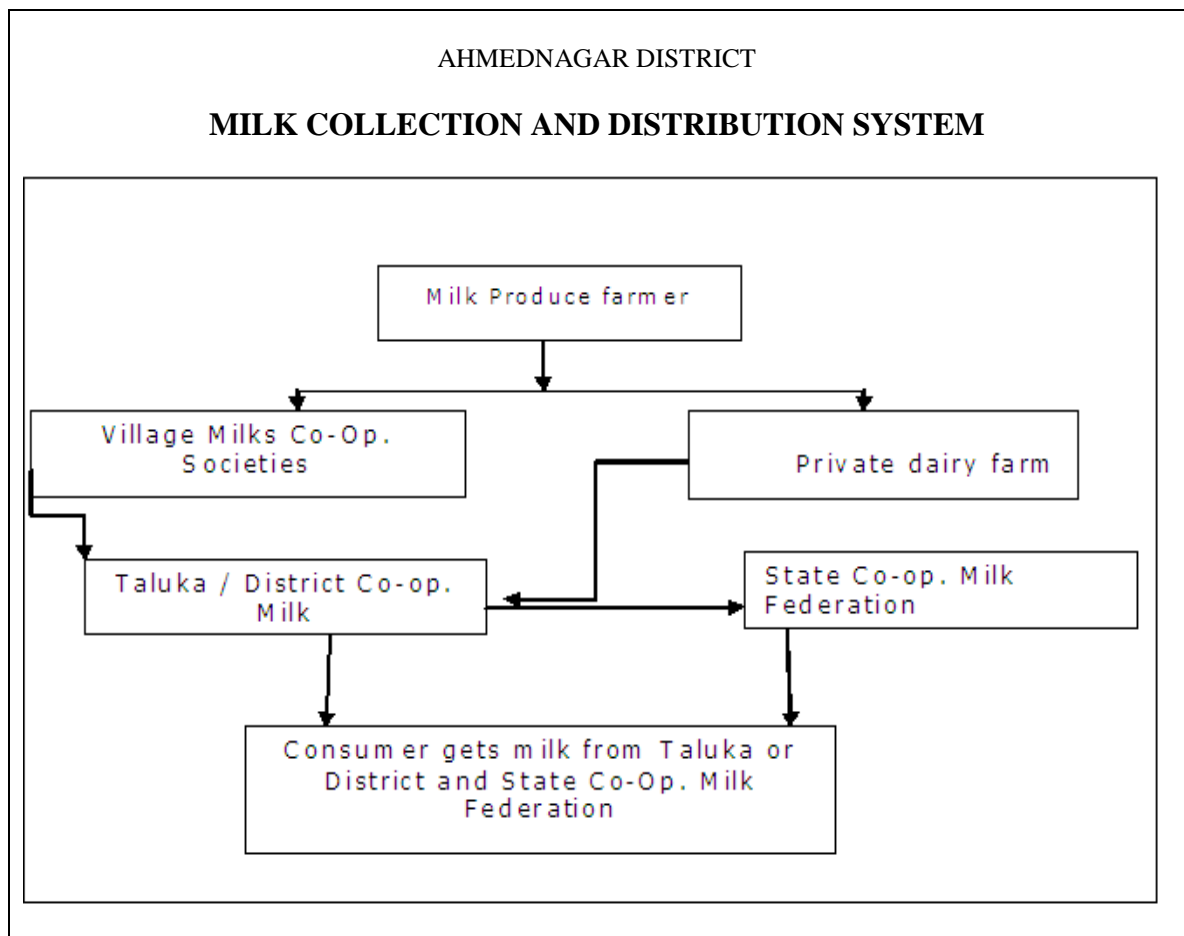 AHMEDNAGAR DISTRICT
MILK COLLECTION AND DISTRIBUTION SYSTEM
Milk Produce farmer
Village Milks Co-Op.
Societies
Private dairy farm
Taluka / District Co-op.
Milk
State Co-op. Milk
Federation
Consumer gets milk from Taluka or
District and State Co-Op. Milk
Federation